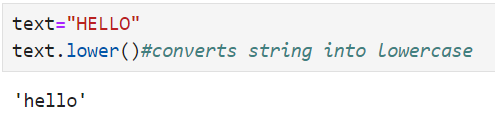 text="HELLO"
text.lower()#converts string into lowercase
'hello'